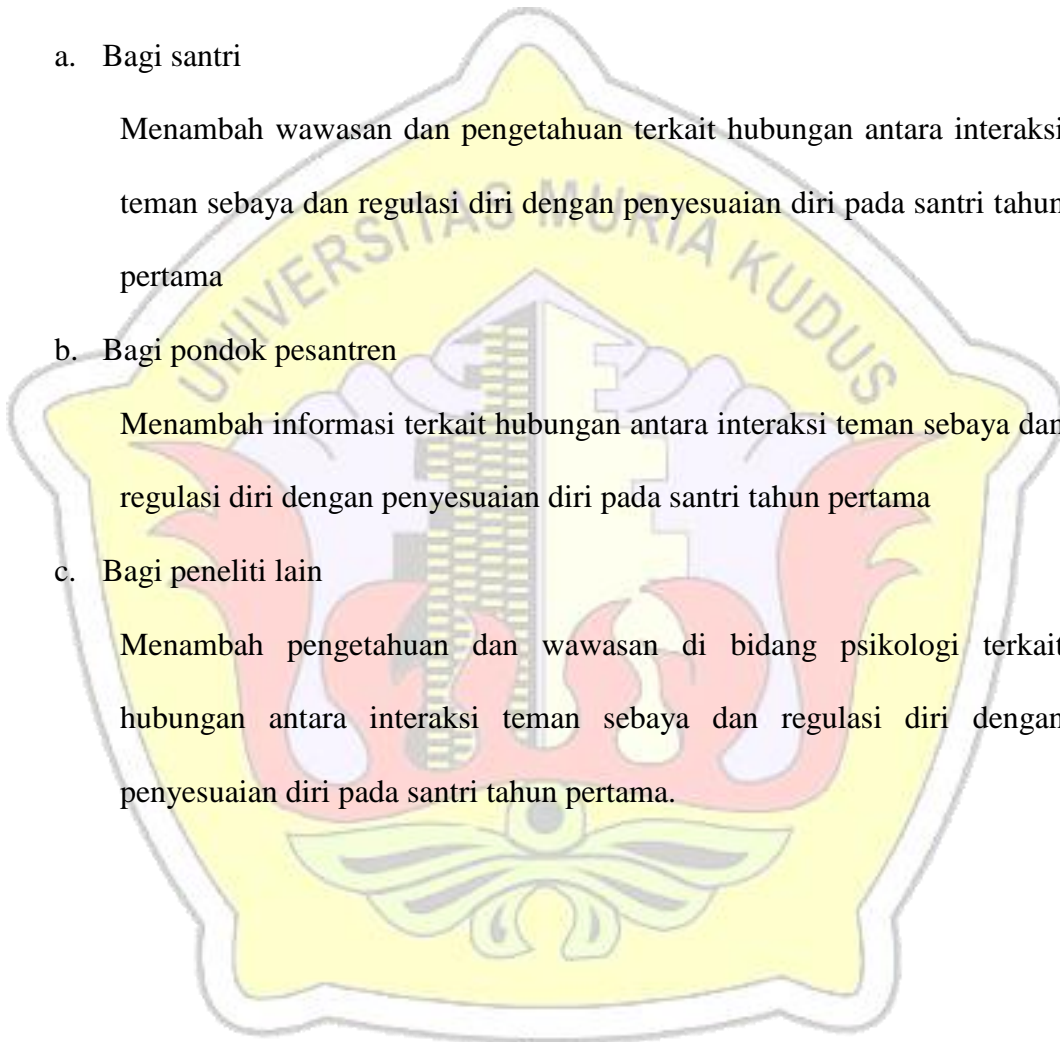 a. Bagi santri
Menambah wawasan dan pengetahuan terkait hubungan antara interaksi
teman sebaya dan regulasi diri dengan penyesuaian diri pada santri tahun
pertama
b. Bagi pondok pesantren
Menambah informasi terkait hubungan antara interaksi teman sebaya dan
regulasi diri dengan penyesuaian diri pada santri tahun pertama
c. Bagi peneliti lain
Menambah pengetahuan dan wawasan di bidang psikologi terkait
hubungan antara interaksi teman sebaya dan regulasi diri dengan
penyesuaian diri pada santri tahun pertama.
UNIVERSITAS MURIA KUDUS